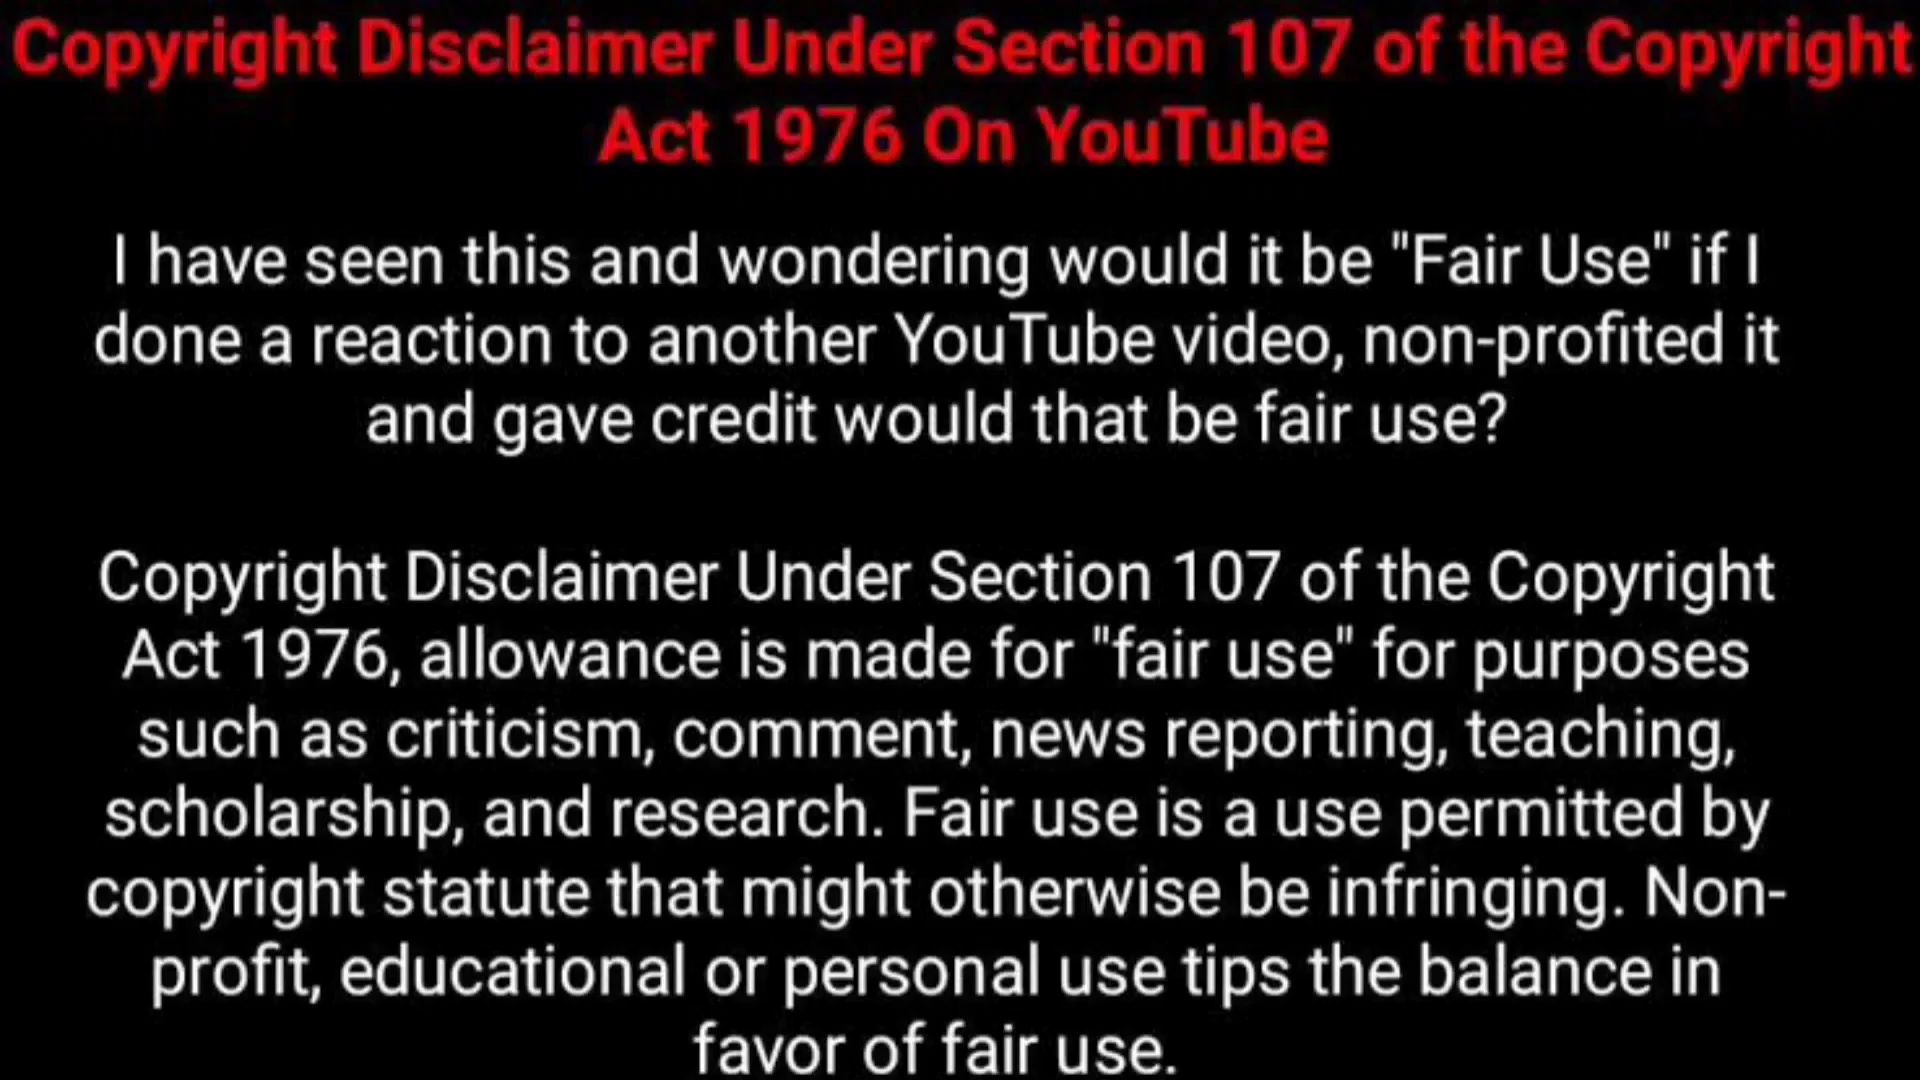 Copyright Disclaimer Under Section 107 of the Copyright
Act 1976 On YouTube
I have seen this and wondering would it be "Fair Use" if I
done a reaction to another YouTube video, non-profited it
and gave credit would that be fair use?
Copyright Disclaimer Under Section 107 of the Copyright
Act 1976, allowance is made for "fair use" for purposes
such as criticism, comment, news reporting, teaching,
scholarship, and research. Fair use is a use permitted by
copyright statute that might otherwise be infringing. Non-
profit, educational or personal use tips the balance in
favor of fair use.